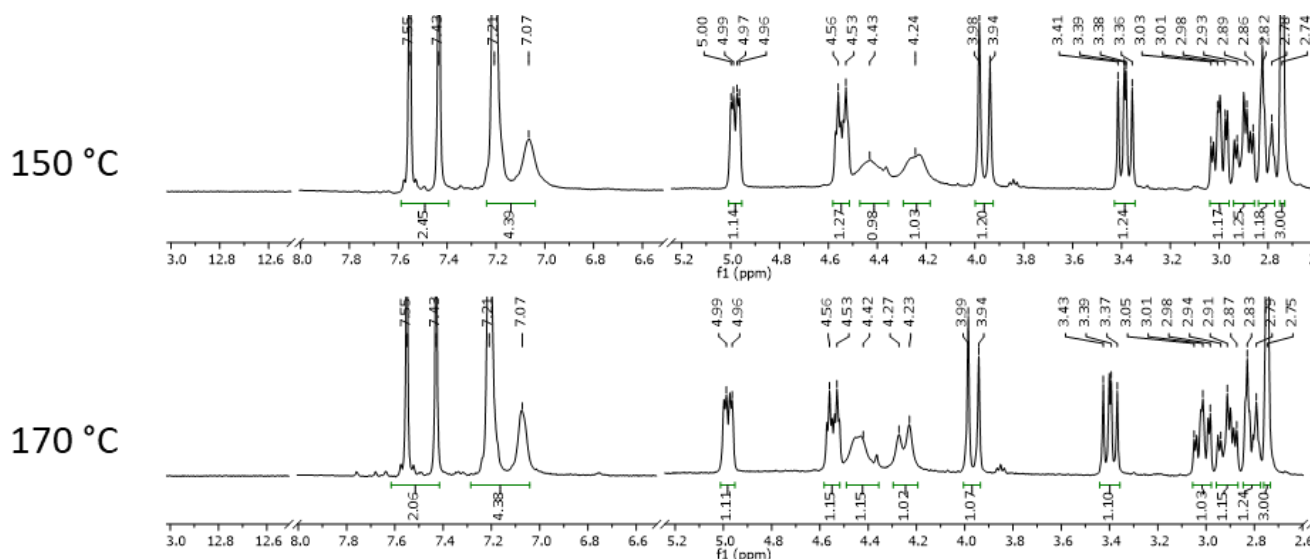 7.55 7.43 7.21 7.07 5.00 4.99 4.97 4.96 4.56 4.53 4.43 4.24 3.98 3.94 3.41 3.39 3.38 3.36 3.03 3.01 2.98 2.93 2.89 2.86 2.82 2.78 2.74
150 °C
2.45 4.39 1.14 1.27 0.98 1.03 1.20 1.24 1.17 1.25 1.18 3.00
3.0 12.8 12.6 8.0 7.8 7.6 7.4 7.2 7.0 6.8 6.6 5.2 5.0 4.8 4.6 4.4 4.2 4.0 3.8 3.6 3.4 3.2 3.0 2.8
f1 (ppm)
7.55 7.43 7.21 7.07 4.99 4.96 4.56 4.53 4.42 4.27 4.23 3.99 3.94 3.43 3.39 3.37 3.05 3.01 2.98 2.94 2.91 2.87 2.83 2.79 2.75
170 °C
2.06 4.38 1.11 1.15 1.15 1.02 1.07 1.10 1.03 1.15 1.24 3.00
3.0 12.8 12.6 8.0 7.8 7.6 7.4 7.2 7.0 6.8 6.6 5.2 5.0 4.8 4.6 4.4 4.2 4.0 3.8 3.6 3.4 3.2 3.0 2.8
f1 (ppm)